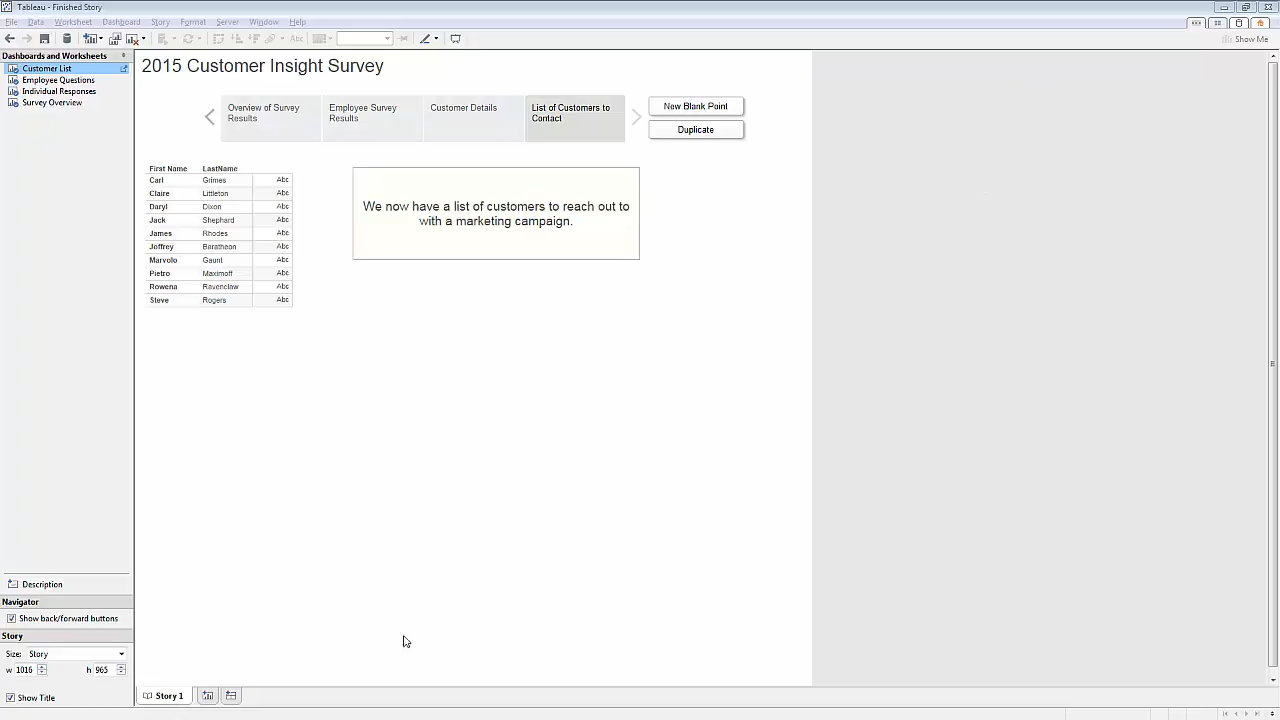 Tableau - Finished Story
File Data Worksheet Dashboard Story Format Analysis Server Window Help
Abc
Show Me
Dashboards and Worksheets
Customer List
Employee Questions
Individual Responses
Survey Overview
2015 Customer Insight Survey
Overview of Survey
Results
Employee Survey
Results
Customer Details
List of Customers to
Contact
New Blank Point
Duplicate
First Name LastName
Carl Grimes Abc
Claire Littleton Abc
Daryl Dixon Abc
Jack Shephard Abc
James Rhodes Abc
Joffrey Baratheon Abc
Marvolo Gaunt Abc
Pietro Maximoff Abc
Rowena Ravenclaw Abc
Steve Rogers Abc
We now have a list of customers to reach out to
with a marketing campaign.
Description
Navigator
Show back/forward buttons
Story
Size: Story
w 1016 h 965
Show Title
Story 1